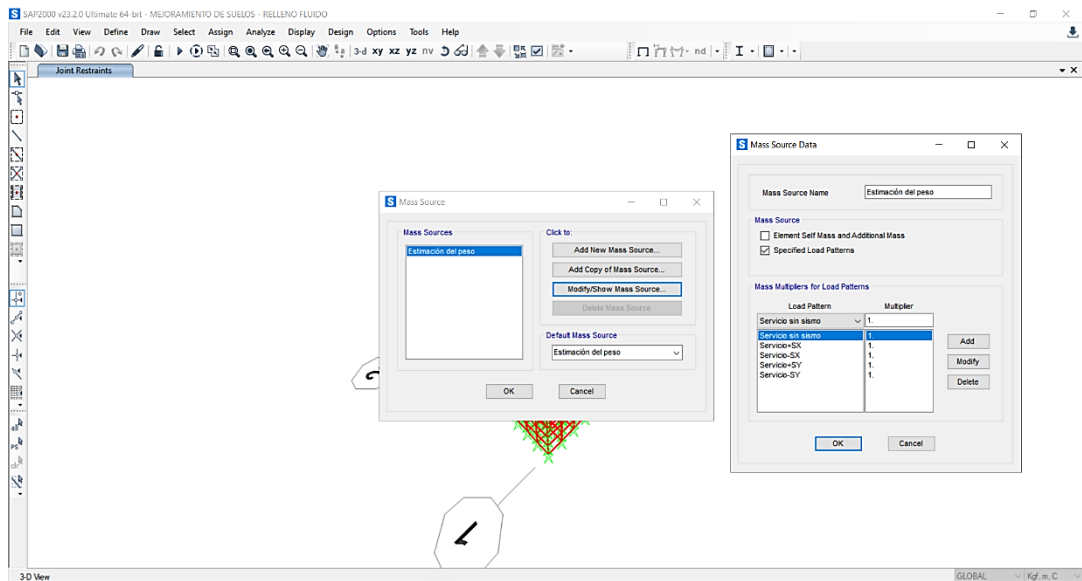 SAP2000 v23.2.0 Ultimate 64-bit - MEJORAMIENTO DE SUELOS - RELLENO FLUIDO
File Edit View Define Draw Select Assign Analyze Display Design Options Tools Help
3-d xy xz yz nv
nd
Joint Restraints
Mass Source
Mass Sources
Estimación del peso
Click to:
Add New Mass Source...
Add Copy of Mass Source...
Modify/Show Mass Source...
Delete Mass Source
Default Mass Source
Estimación del peso
OK Cancel
Mass Source Data
Mass Source Name Estimación del peso
Mass Source
Element Self Mass and Additional Mass
Specified Load Patterns
Mass Multipliers for Load Patterns
Load Pattern Multiplier
Servicio sin sismo 1.
Servicio sin sismo 1.
Servicio+SX 1.
Servicio-SX 1.
Servicio+SY 1.
Servicio-SY 1.
Add
Modify
Delete
OK Cancel
all
PS
clr
1
3-D View
GLOBAL Kgf, m, C